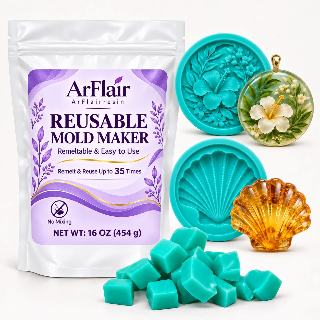 ArFlair
ArFlairresin
REUSABLE
MOLD MAKER
Remeltable & Easy to Use
Remelt & Reuse Up to 35 Times
No Mixing
NET WT: 16 OZ (454 g)